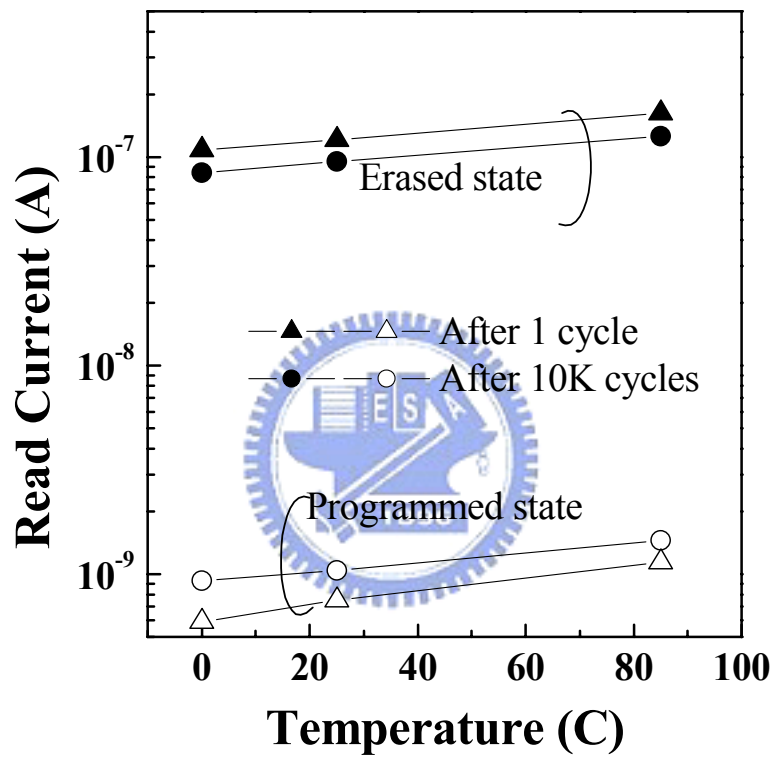 Read Current (A)
10⁻⁷
10⁻⁸
10⁻⁹
Erased state
After 1 cycle
After 10K cycles
E S A
Programmed state
0 20 40 60 80 100
Temperature (C)